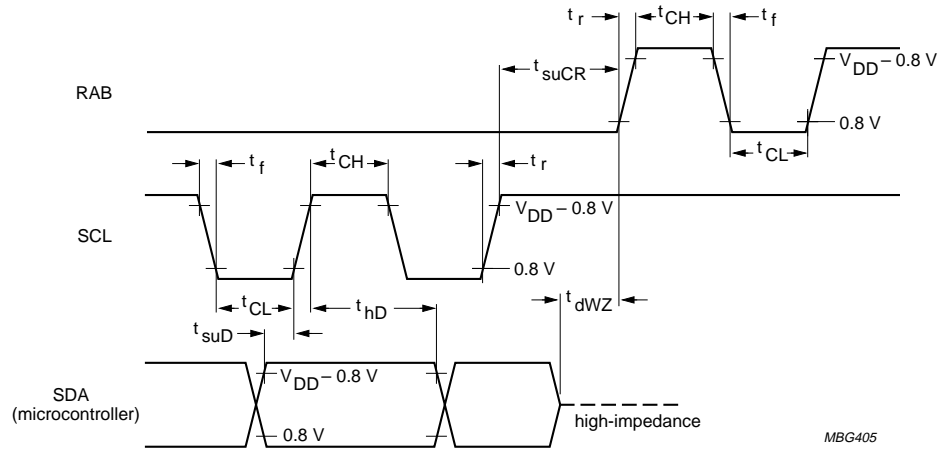 t r t CH t f
t suCR
V DD – 0.8 V
RAB
0.8 V
t f t CH t r t CL
V DD – 0.8 V
SCL
0.8 V
t CL t hD t dWZ
t suD
V DD – 0.8 V
SDA
(microcontroller)
high-impedance
0.8 V
MBG405